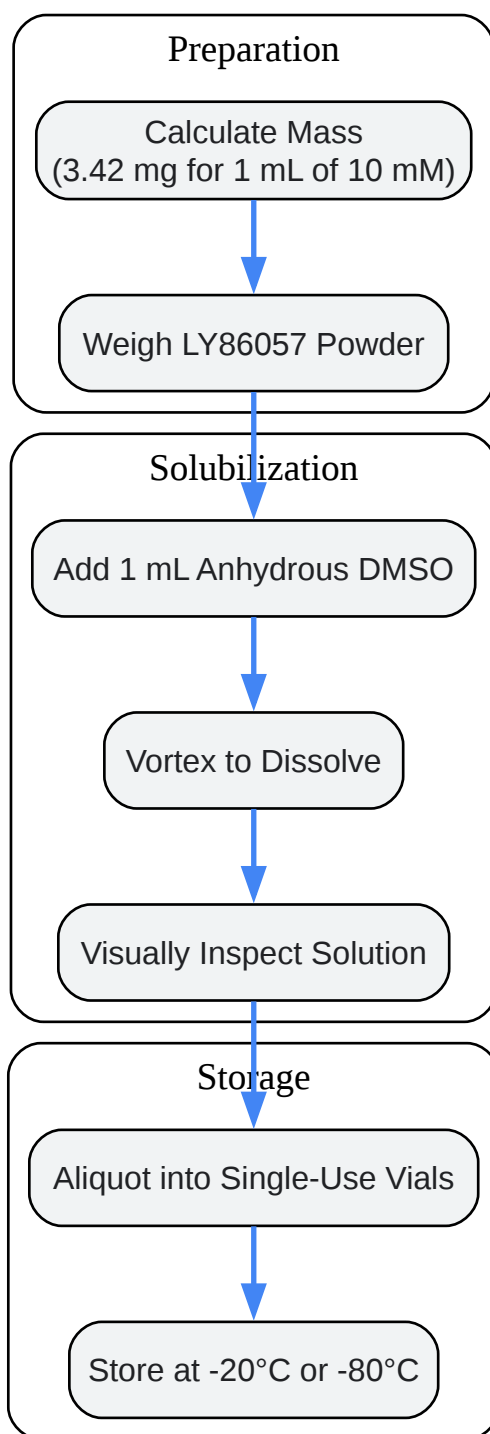 Preparation
Calculate Mass
(3.42 mg for 1 mL of 10 mM)
Weigh LY86057 Powder
Solubilization
Add 1 mL Anhydrous DMSO
Vortex to Dissolve
Visually Inspect Solution
Storage
Aliquot into Single-Use Vials
Store at -20°C or -80°C